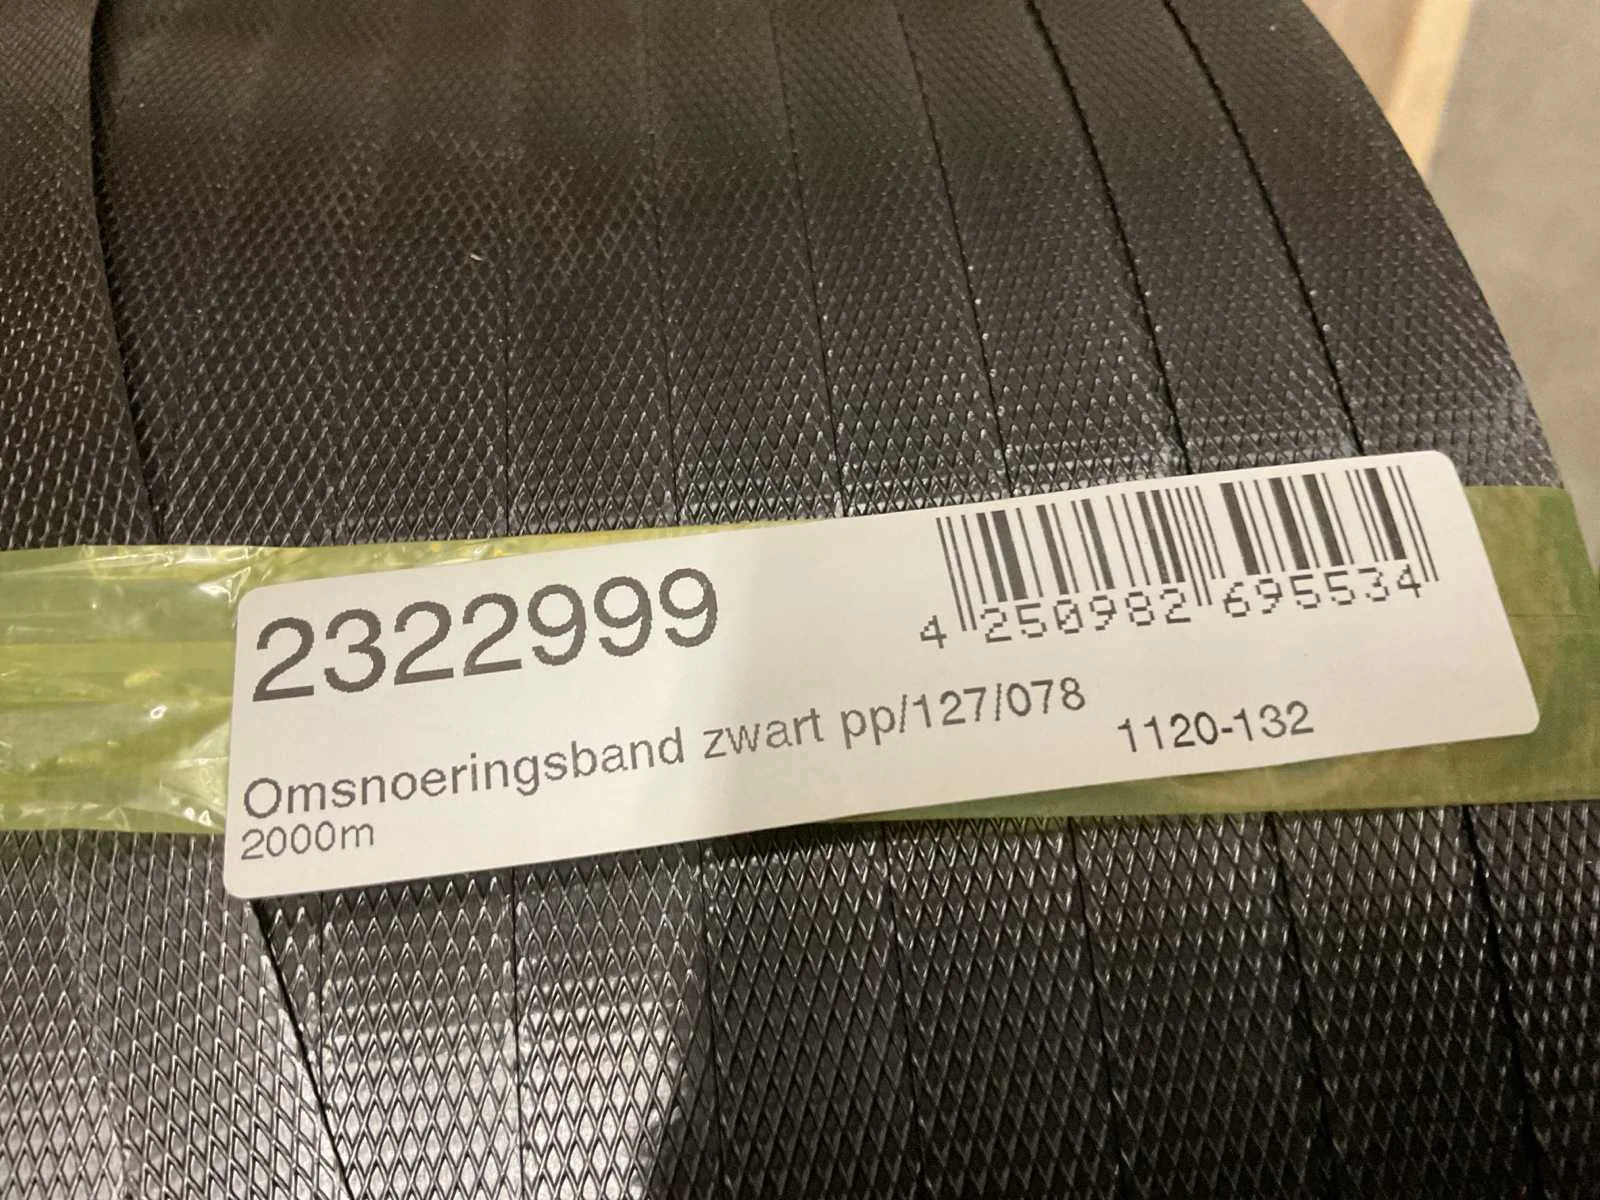 2322999
4 250982 695534
Omsnoeringsband zwart pp/127/078
1120-132
2000m